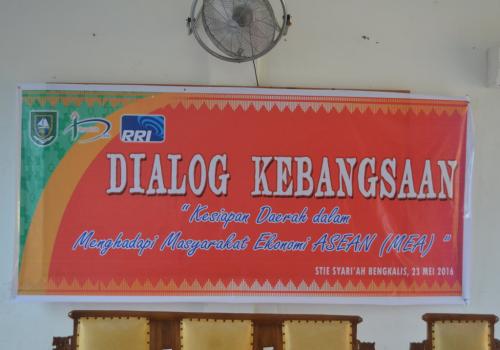 RRI
DIALOG KEBANGSAAN
" Kesiapan Daerah dalam
Menghadapi Masyarakat Ekonomi ASEAN (MEA) "
STIE SYARI'AH BENGKALIS, 23 MEI 2016